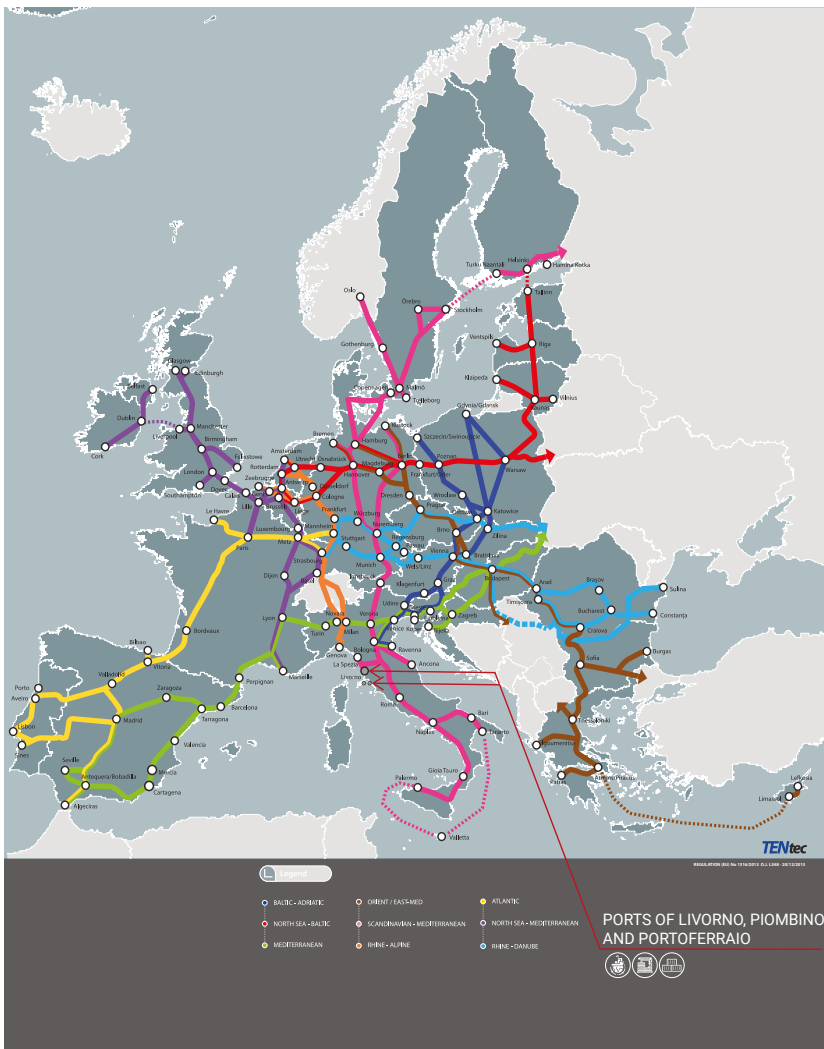 Helsinki
Turku/Naantali
Hamina Kotka
Tallinn
Oslo
Örebro
Stockholm
Gothenburg
Ventspils
Riga
Klaipeda
Vilnius
Glasgow
Edinburgh
Belfast
Copenhagen
Malmö
Trelleborg
Gdynia/Gdansk
Dublin
Manchester
Liverpool
Birmingham
Cork
Felixstowe
London
Southampton
Dover
Calais
Bremen
Hamburg
Rostock
Szczecin/Swinoujscie
Amsterdam
Utrecht
Osnabrück
Rotterdam
Zeebrugge
Antwerp
Hannover
Magdeburg
Berlin
Frankfurt/Oder
Poznan
Warsaw
Düsseldorf
Cologne
Brussels
Liège
Lille
Dresden
Wroclaw
Katowice
Le Havre
Luxembourg
Frankfurt
Mannheim
Würzburg
Prague
Paris
Metz
Stuttgart
Nuremberg
Regensburg
Passau
Brno
Zilina
Strasbourg
Munich
Wels/Linz
Vienna
Bratislava
Dijon
Basel
Innsbruck
Klagenfurt
Graz
Budapest
Arad
Timișoara
Brașov
Sulina
Bucharest
Constanța
Craiova
Lyon
Turin
Novara
Milan
Verona
Udine
Venice
Koper
Zagreb
Rijeka
Bordeaux
Bilbao
Vitoria
Genova
Bologna
Ravenna
La Spezia
Livorno
Ancona
Sofia
Burgas
Marseille
Perpignan
Porto
Aveiro
Valladolid
Zaragoza
Barcelona
Tarragona
Madrid
Lisbon
Sines
Valencia
Rome
Naples
Bari
Taranto
Thessaloniki
Igoumenitsa
Seville
Antequera/Bobadilla
Murcia
Cartagena
Algeciras
Palermo
Gioia Tauro
Valletta
Patras
Athens/Piraeus
Lefkosia
Limassol
TENtec
REGULATION (EU) No 1316/2013 O.J. L348 - 20/12/2013
Legend
BALTIC - ADRIATIC
ORIENT / EAST-MED
ATLANTIC
NORTH SEA - BALTIC
SCANDINAVIAN - MEDITERRANEAN
NORTH SEA - MEDITERRANEAN
MEDITERRANEAN
RHINE - ALPINE
RHINE - DANUBE
PORTS OF LIVORNO, PIOMBINO
AND PORTOFERRAIO